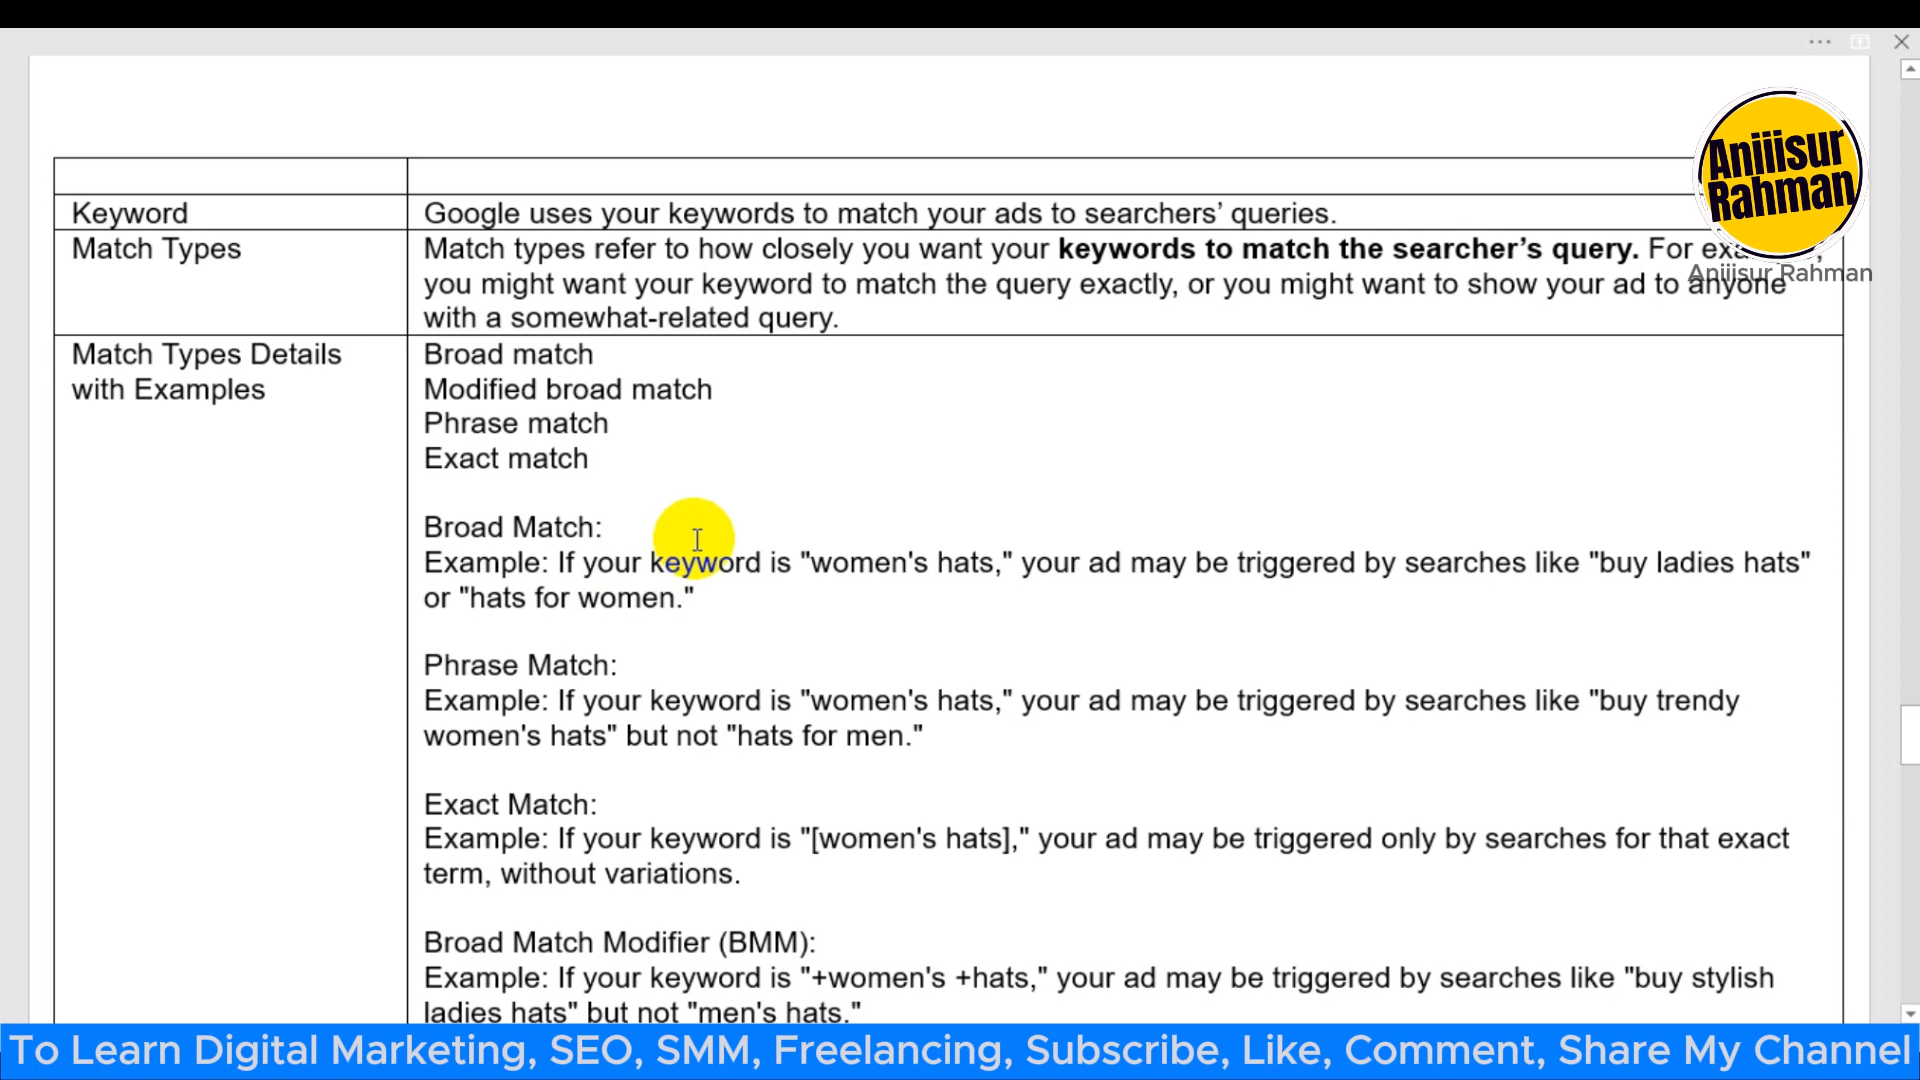 Aniiisur
Rahman
Aniiisur Rahman
Keyword
Google uses your keywords to match your ads to searchers’ queries.
Match Types
Match types refer to how closely you want your keywords to match the searcher’s query. For
you might want your keyword to match the query exactly, or you might want to show your ad to anyone
with a somewhat-related query.
Match Types Details
with Examples
Broad match
Modified broad match
Phrase match
Exact match
Broad Match:
Example: If your keyword is "women's hats," your ad may be triggered by searches like "buy ladies hats"
or "hats for women."
Phrase Match:
Example: If your keyword is "women's hats," your ad may be triggered by searches like "buy trendy
women's hats" but not "hats for men."
Exact Match:
Example: If your keyword is "[women's hats]," your ad may be triggered only by searches for that exact
term, without variations.
Broad Match Modifier (BMM):
Example: If your keyword is "+women's +hats," your ad may be triggered by searches like "buy stylish
ladies hats" but not "men's hats."
To Learn Digital Marketing, SEO, SMM, Freelancing, Subscribe, Like, Comment, Share My Channel